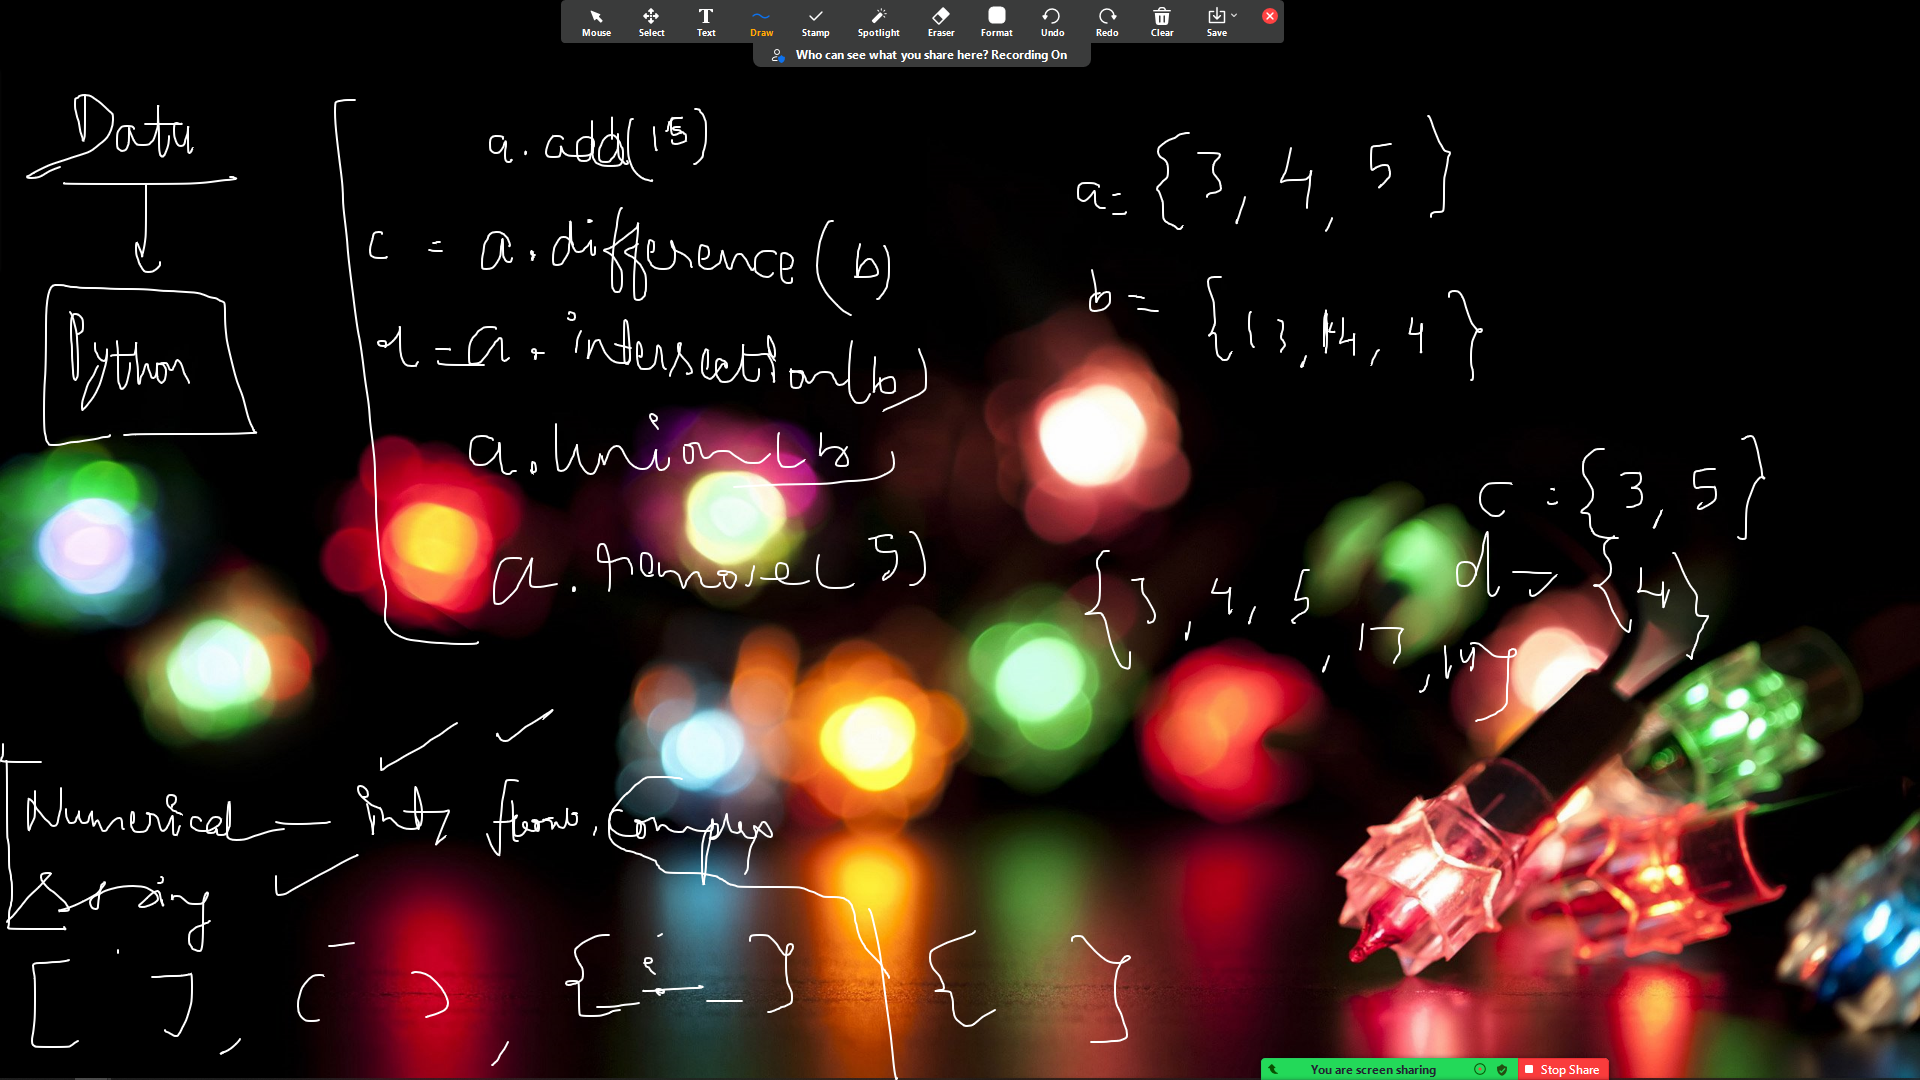 Mouse Select Text Draw Stamp Spotlight Eraser Format Undo Redo Clear Save
Who can see what you share here? Recording On
Data
Python
a.add(15)
c = a.difference(b)
d = a.intersection(b)
a.union(b)
a.remove(5)
a= {3, 4, 5}
b = {13, 14, 4}
c = {3, 5}
d = {4}
{3, 4, 5, 13, 14}
Numerical — int, float, complex
String
[ ], ( ), { : }, { }
You are screen sharing Stop Share